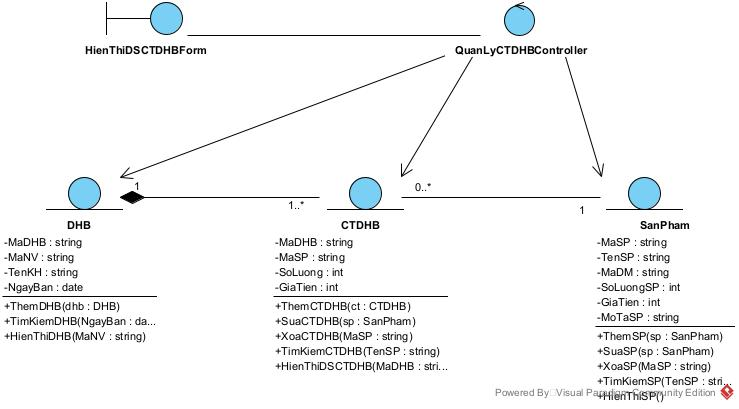 HienThiDSCTDHBForm
QuanLyCTDHBController
1
1..*
0..*
1
DHB
-MaDHB : string
-MaNV : string
-TenKH : string
-NgayBan : date
+ThemDHB(dhb : DHB)
+TimKiemDHB(NgayBan : da...
+HienThiDHB(MaNV : string)
CTDHB
-MaDHB : string
-MaSP : string
-SoLuong : int
-GiaTien : int
+ThemCTDHB(ct : CTDHB)
+SuaCTDHB(sp : SanPham)
+XoaCTDHB(MaSP : string)
+TimKiemCTDHB(TenSP : string)
+HienThiDSCTDHB(MaDHB : stri...
SanPham
-MaSP : string
-TenSP : string
-MaDM : string
-SoLuongSP : int
-GiaTien : int
-MoTaSP : string
+ThemSP(sp : SanPham)
+SuaSP(sp : SanPham)
+XoaSP(MaSP : string)
+TimKiemSP(TenSP : stri...
+HienThiSP()
Powered By Visual Paradigm Community Edition